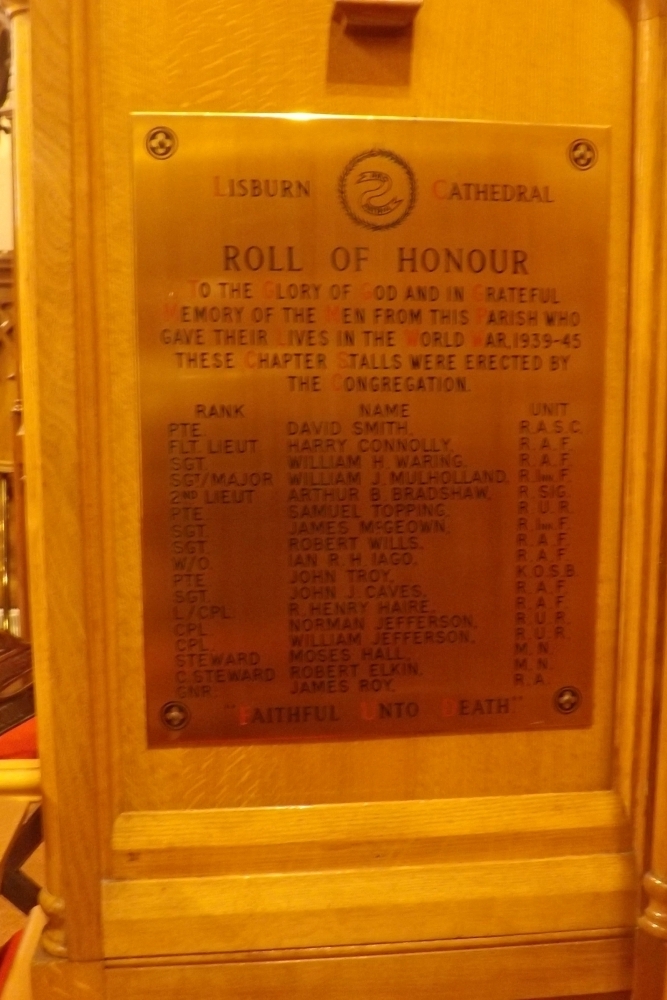 LISBURN CATHEDRAL
ROLL OF HONOUR
TO THE GLORY OF GOD AND IN GRATEFUL
MEMORY OF THE MEN FROM THIS PARISH WHO
GAVE THEIR LIVES IN THE WORLD WAR, 1939-45
THESE CHAPTER STALLS WERE ERECTED BY
THE CONGREGATION.
RANK NAME UNIT
PTE. DAVID SMITH. R.A.S.C.
FLT. LIEUT HARRY CONNOLLY. R.A.F.
SGT. WILLIAM H. WARING. R.A.F.
SGT/MAJOR WILLIAM J. MULHOLLAND. R.INN.F.
2ND LIEUT ARTHUR B. BRADSHAW. R.SIG.
PTE. SAMUEL TOPPING. R.U.R.
SGT. JAMES McGEOWN. R.INN.F.
SGT. ROBERT WILLS. R.A.F.
W/O. IAN R.H. IAGO. R.A.F.
PTE. JOHN TROY. K.O.S.B.
SGT. JOHN J. CAVES. R.A.F.
L/CPL. R. HENRY HAIRE. R.A.F.
CPL. NORMAN JEFFERSON. R.U.R.
CPL. WILLIAM JEFFERSON. R.U.R.
STEWARD MOSES HALL. M.N.
C.STEWARD ROBERT ELKIN. M.N.
GNR. JAMES ROY. R.A.
"FAITHFUL UNTO DEATH"